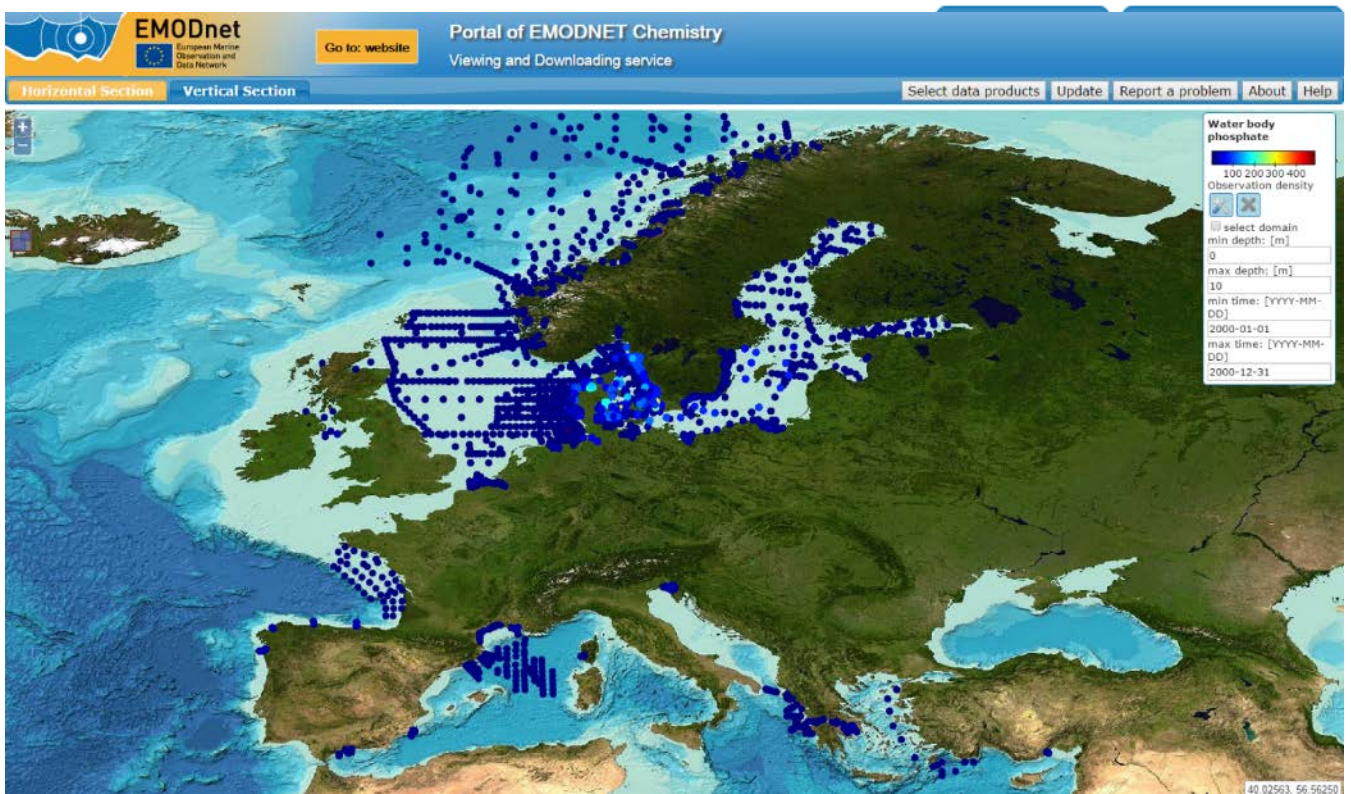 EMODnet
European Marine
Observation and
Data Network
Go to: website
Portal of EMODNET Chemistry
Viewing and Downloading service
Horizontal Section
Vertical Section
Select data products
Update
Report a problem
About
Help
+
−
Water body
phosphate
100 200 300 400
Observation density
select domain
min depth: [m]
0
max depth: [m]
10
min time: [YYYY-MM-
DD]
2000-01-01
max time: [YYYY-MM-
DD]
2000-12-31
40.02563, 56.56250